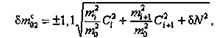 δm^c_{02} = ±1,1√(m_i^2/m_0^2 C_i^2 + m_{i+1}^2/m_0^2 C_{i+1}^2 + δN^2),